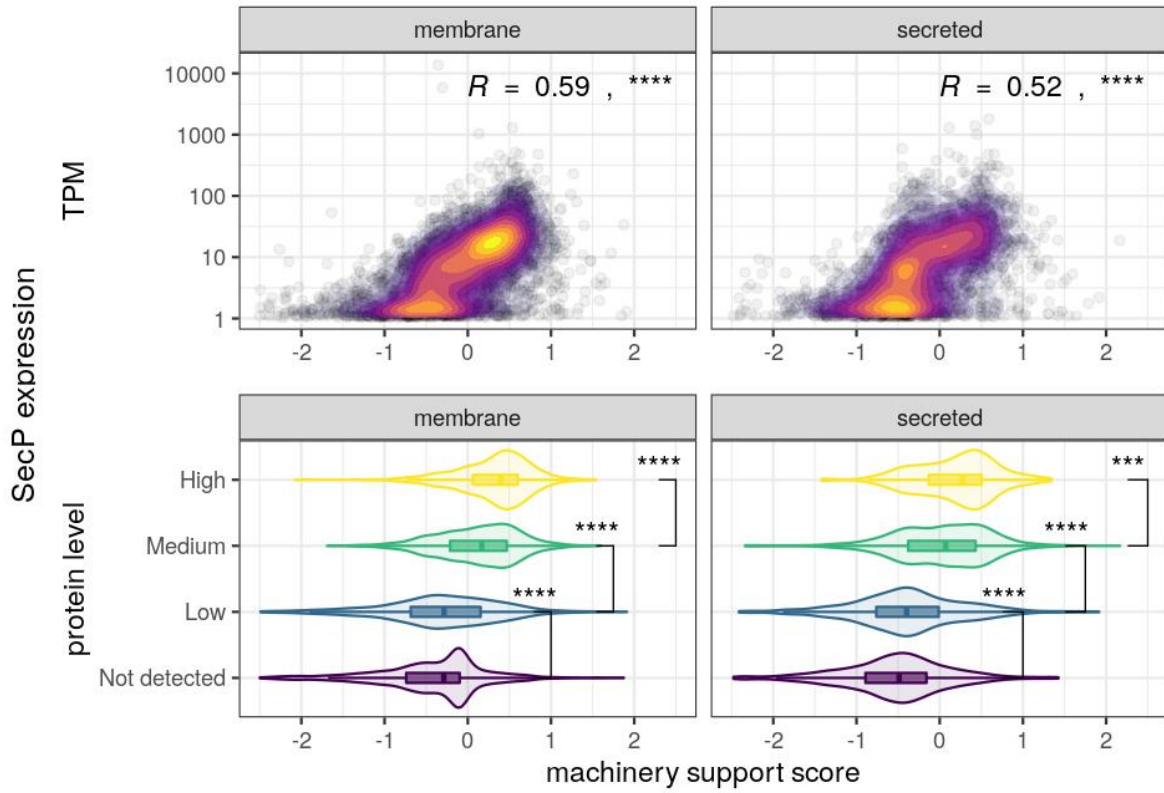 membrane
secreted
R = 0.59 , ****
R = 0.52 , ****
10000
1000
100
10
1
TPM
-2 -1 0 1 2
-2 -1 0 1 2
SecP expression
membrane
secreted
High
Medium
Low
Not detected
protein level
****
****
****
***
****
****
-2 -1 0 1 2
-2 -1 0 1 2
machinery support score